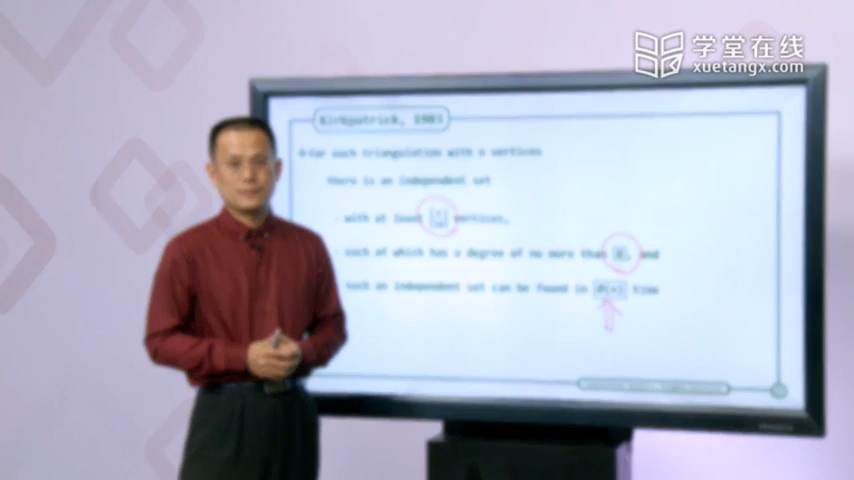 学堂在线
xuetangx.com
Kirkpatrick, 1983
For each triangulation with n vertices
there is an independent set
- with at least vertices,
- each of which has a degree of no more than 8, and
such an independent set can be found in O(n) time